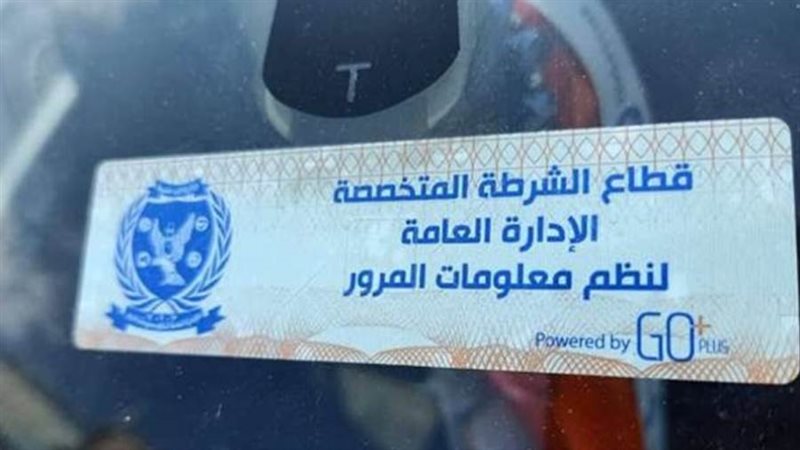 T
قطاع الشرطة المتخصصة
الإدارة العامة
لنظم معلومات المرور
Powered by GO+ PLUS